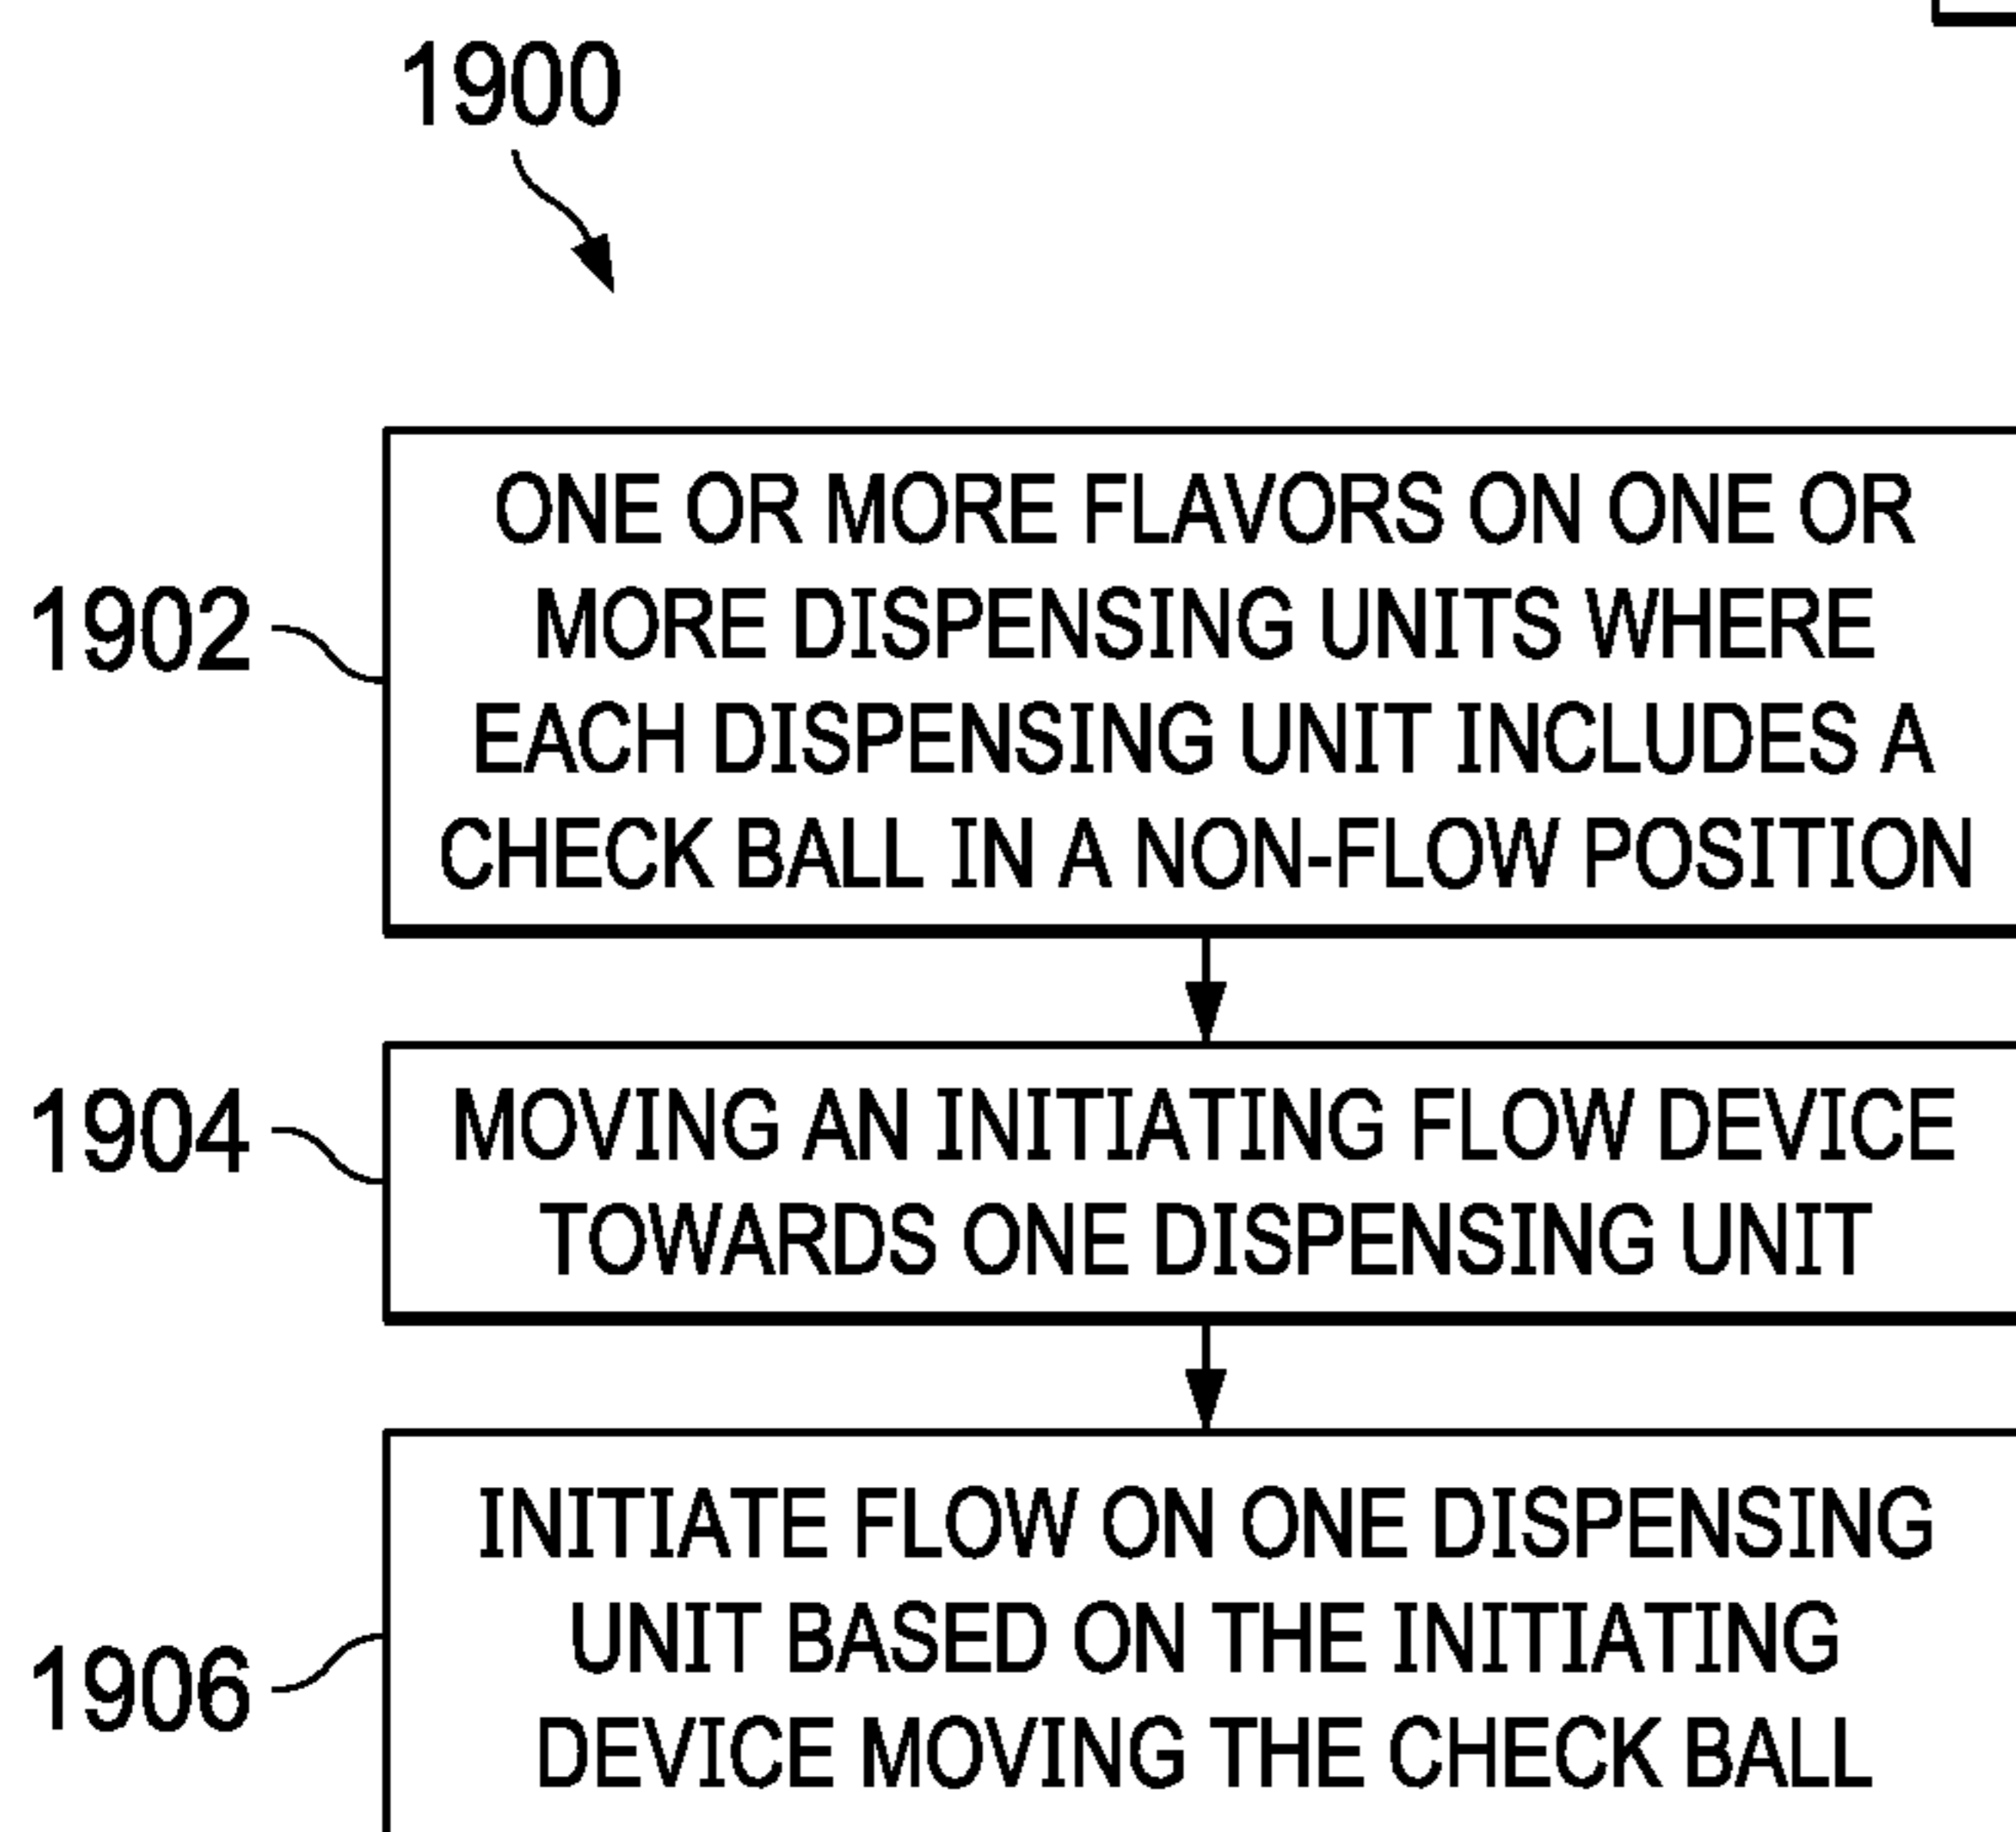 1900
1902
ONE OR MORE FLAVORS ON ONE OR
MORE DISPENSING UNITS WHERE
EACH DISPENSING UNIT INCLUDES A
CHECK BALL IN A NON-FLOW POSITION
1904
MOVING AN INITIATING FLOW DEVICE
TOWARDS ONE DISPENSING UNIT
1906
INITIATE FLOW ON ONE DISPENSING
UNIT BASED ON THE INITIATING
DEVICE MOVING THE CHECK BALL